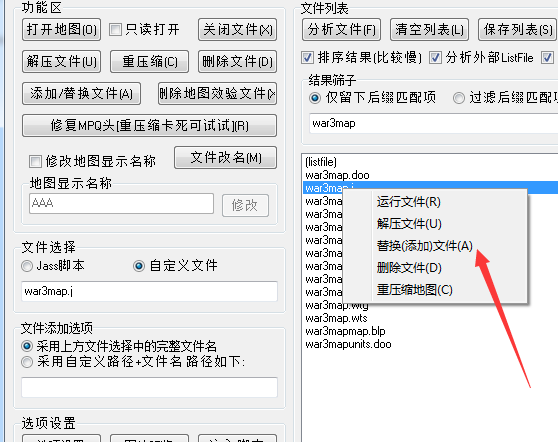 功能区
打开地图(O)
只读打开
关闭文件(X)
解压文件(U)
重压缩(C)
删除文件(D)
添加/替换文件(A)
删除地图效验文件(
修复MPQ头[重压缩卡死可试试](R)
修改地图显示名称
文件改名(M)
地图显示名称
AAA
修改
文件选择
Jass脚本
自定义文件
war3map.j
文件添加选项
采用上方文件选择中的完整文件名
采用自定义路径+文件名 路径如下:
选项设置
文件列表
分析文件(F)
清空列表(L)
保存列表(S)
排序结果(比较慢)
分析外部ListFile
结果筛子
仅留下后缀匹配项
过滤后缀匹配项
war3map
(listfile)
war3map.doo
war3map.j
运行文件(R)
解压文件(U)
替换(添加)文件(A)
删除文件(D)
重压缩地图(C)
war3map.wtg
war3map.wts
war3mapmap.blp
war3mapunits.doo